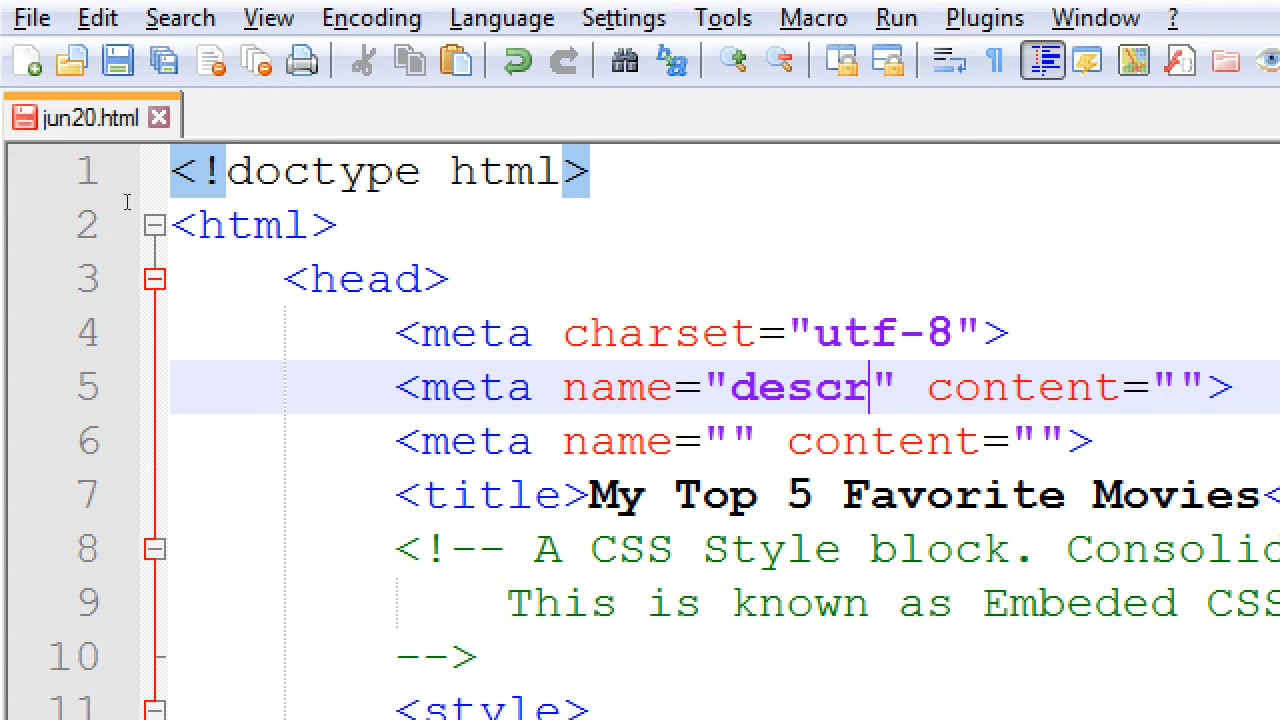 File Edit Search View Encoding Language Settings Tools Macro Run Plugins Window ?
jun20.html
1 <!doctype html>
2 <html>
3 <head>
4 <meta charset="utf-8">
5 <meta name="descr" content="">
6 <meta name="" content="">
7 <title>My Top 5 Favorite Movies<
8 <!-- A CSS Style block. Consolid
9 This is known as Embeded CSS
10 -->
11 <style>